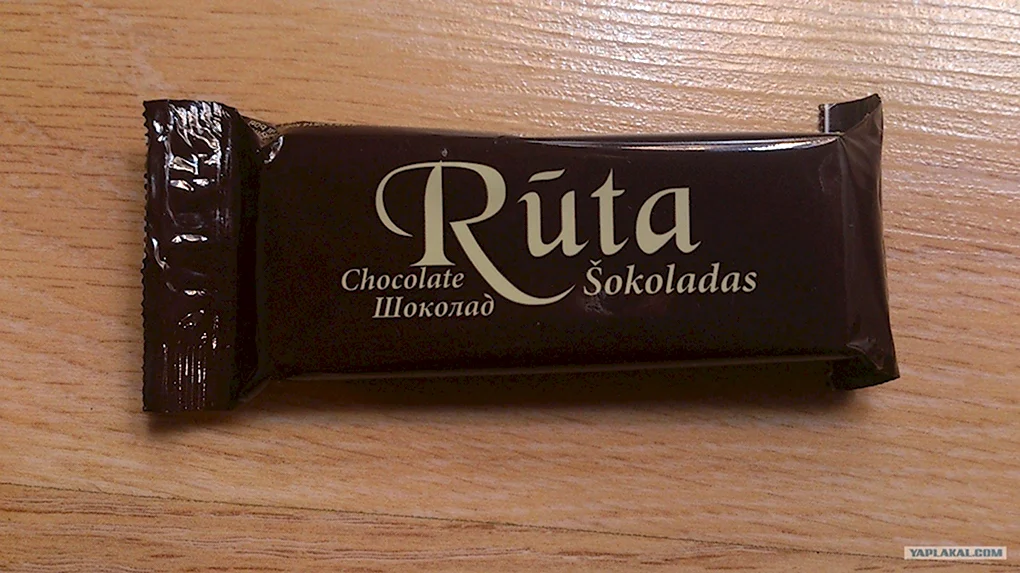 Rūta
Chocolate Šokoladas
Шоколад
YAPLAKAL.COM